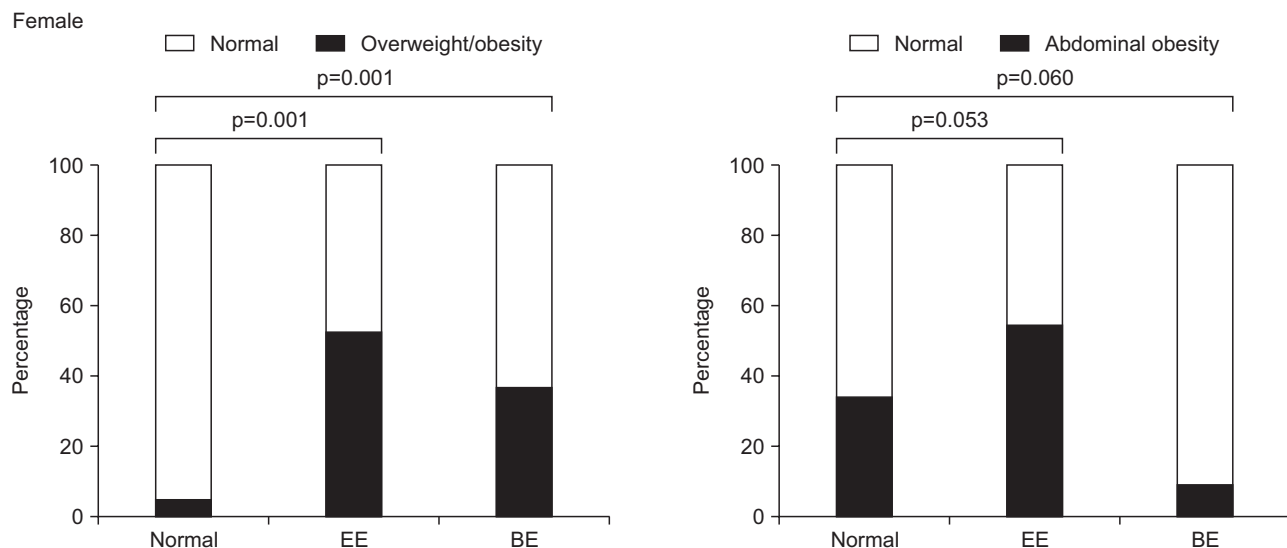 Female
Normal Overweight/obesity
p=0.001
p=0.001
100
80
60
40
20
0
Percentage
Normal EE BE
Normal Abdominal obesity
p=0.060
p=0.053
100
80
60
40
20
0
Percentage
Normal EE BE